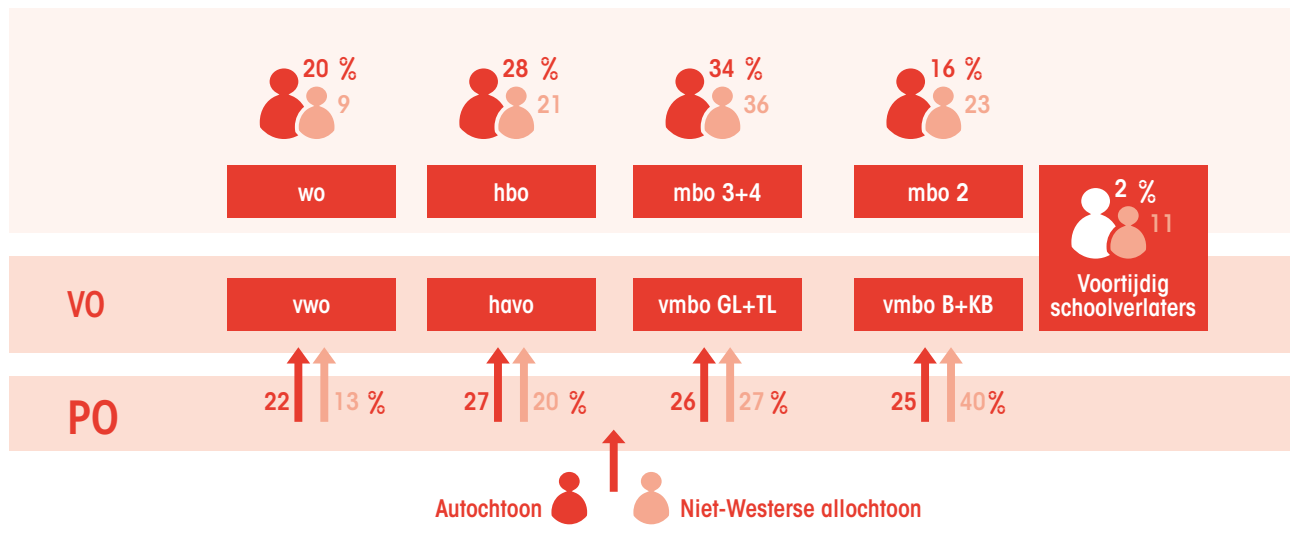 20 %
9
28 %
21
34 %
36
16 %
23
wo
hbo
mbo 3+4
mbo 2
2 %
11
Voortijdig
schoolverlaters
VO
vwo
havo
vmbo GL+TL
vmbo B+KB
PO
22 13 %
27 20 %
26 27 %
25 40 %
Autochtoon
Niet-Westerse allochtoon